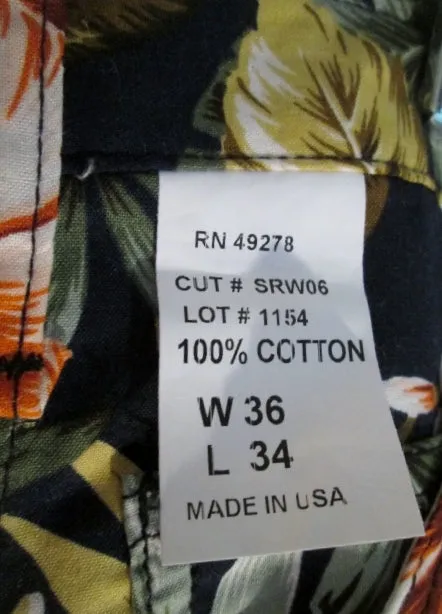 RN 49278
CUT # SRW06
LOT # 1154
100% COTTON
W 36
L 34
MADE IN USA